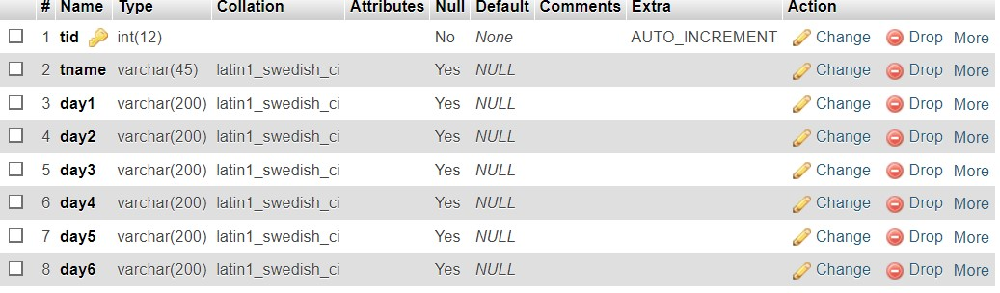 # Name Type Collation Attributes Null Default Comments Extra Action
1 tid int(12) No None AUTO_INCREMENT Change Drop More
2 tname varchar(45) latin1_swedish_ci Yes NULL Change Drop More
3 day1 varchar(200) latin1_swedish_ci Yes NULL Change Drop More
4 day2 varchar(200) latin1_swedish_ci Yes NULL Change Drop More
5 day3 varchar(200) latin1_swedish_ci Yes NULL Change Drop More
6 day4 varchar(200) latin1_swedish_ci Yes NULL Change Drop More
7 day5 varchar(200) latin1_swedish_ci Yes NULL Change Drop More
8 day6 varchar(200) latin1_swedish_ci Yes NULL Change Drop More